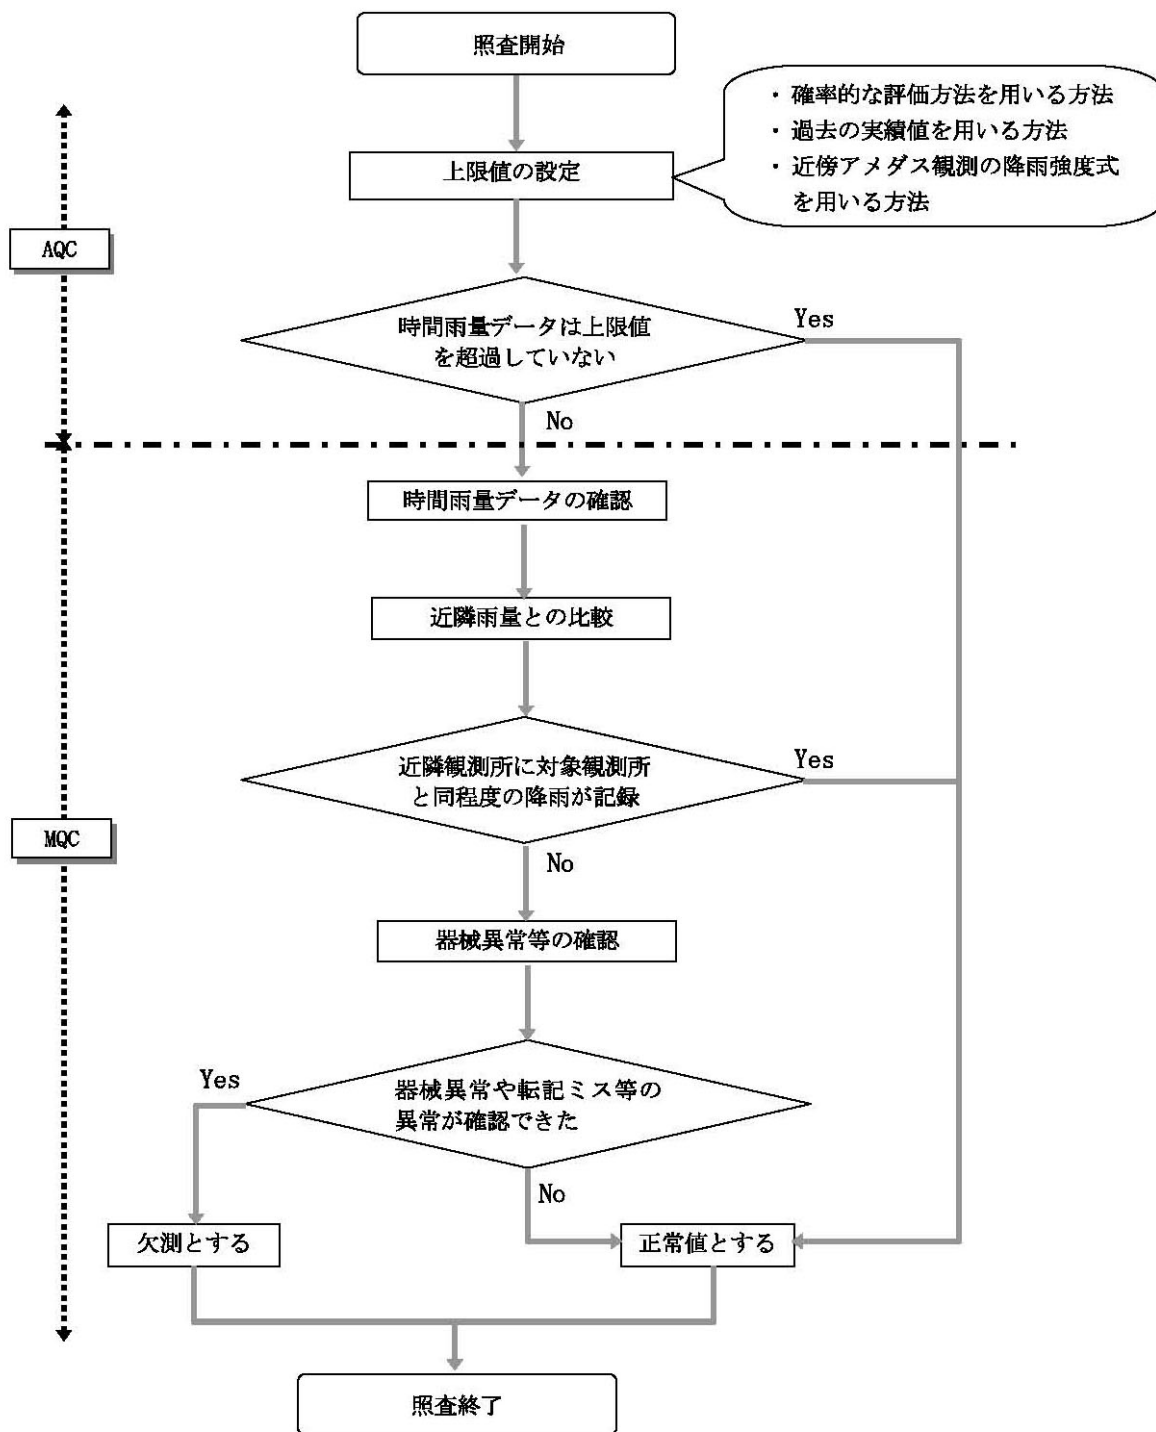 照査開始
・ 確率的な評価方法を用いる方法
・ 過去の実績値を用いる方法
・ 近傍アメダス観測の降雨強度式
を用いる方法
上限値の設定
AQC
時間雨量データは上限値
を超過していない
Yes
No
時間雨量データの確認
近隣雨量との比較
近隣観測所に対象観測所
と同程度の降雨が記録
Yes
MQC
No
器械異常等の確認
器械異常や転記ミス等の
異常が確認できた
Yes
No
欠測とする
正常値とする
照査終了